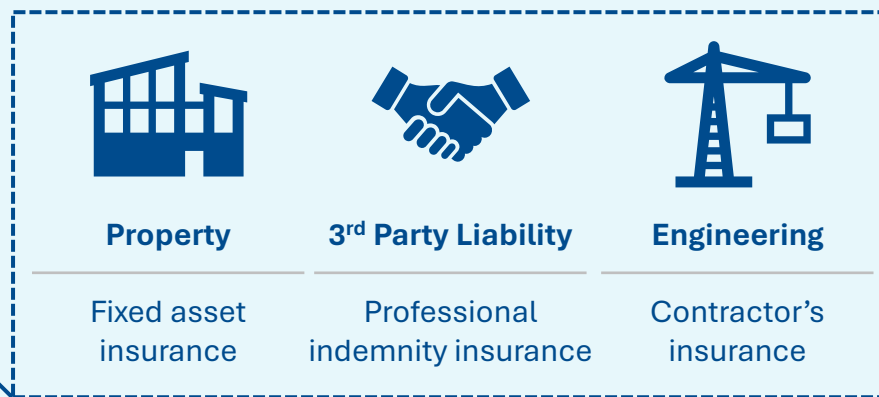 Property
3rd Party Liability
Engineering
Fixed asset
insurance
Professional
indemnity insurance
Contractor’s
insurance